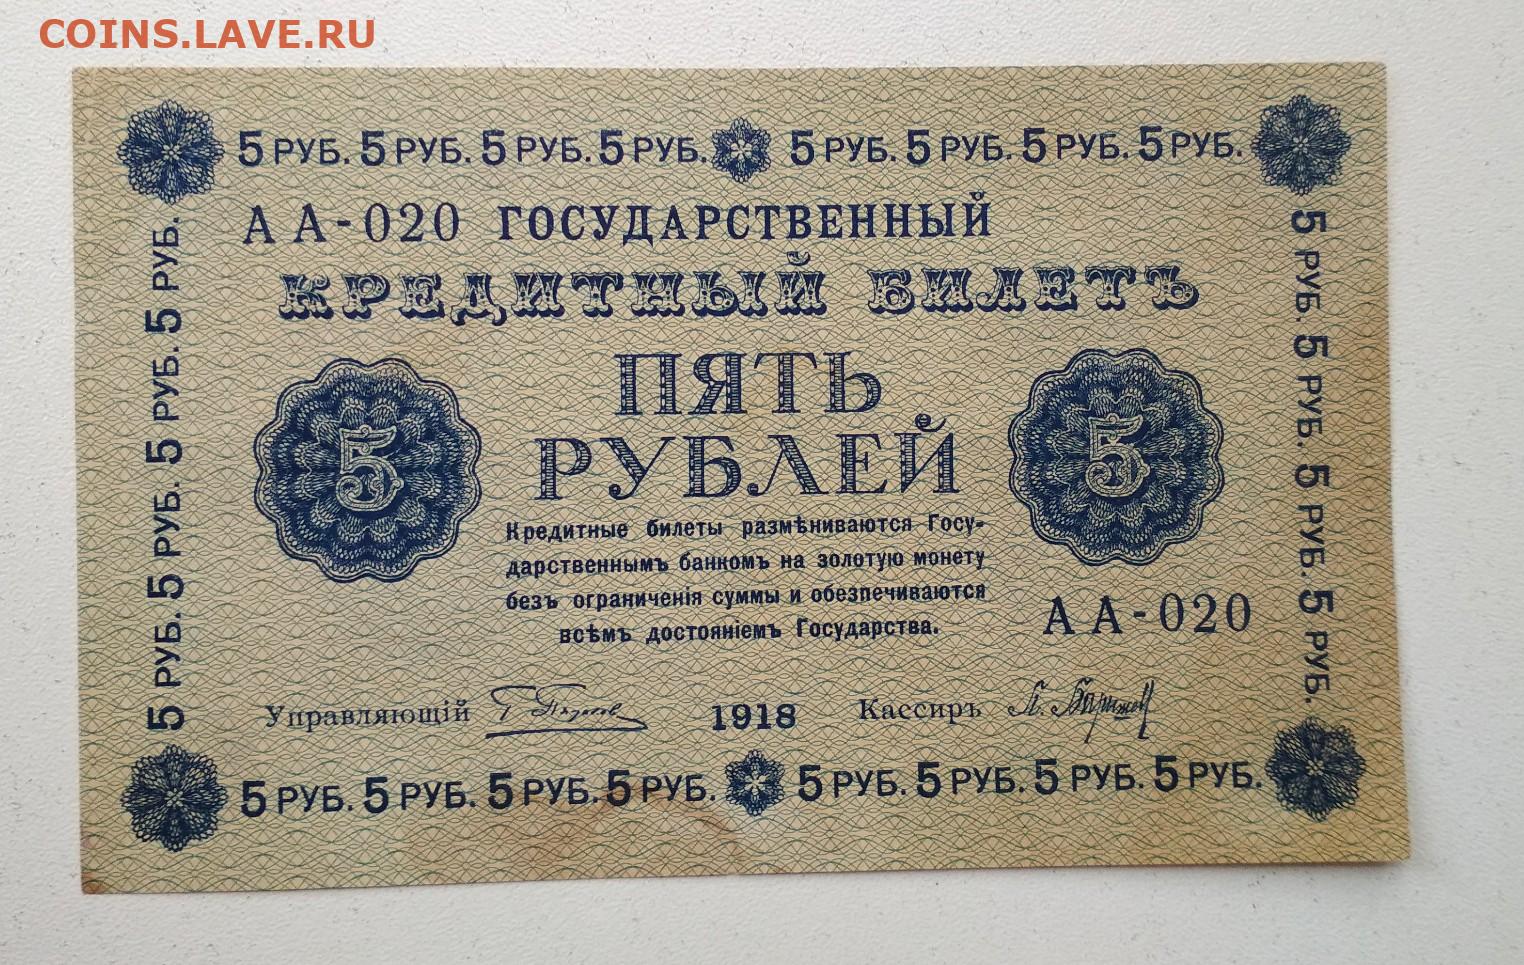 COINS.LAVE.RU
5 РУБ. 5 РУБ. 5 РУБ. 5 РУБ. 5 РУБ. 5 РУБ. 5 РУБ. 5 РУБ.
АА-020 ГОСУДАРСТВЕННЫЙ
КРЕДИТНЫЙ БИЛЕТЪ
5 РУБ. 5 РУБ. 5 РУБ. 5 РУБ.
5
ПЯТЬ
РУБЛЕЙ
5
5 РУБ. 5 РУБ. 5 РУБ. 5 РУБ.
Кредитные билеты размѣниваются Госу-
дарственнымъ банкомъ на золотую монету
безъ ограниченія суммы и обезпечиваются
всѣмъ достояніемъ Государства.
АА-020
Управляющій Г. Пятаков 1918 Кассиръ
5 РУБ. 5 РУБ. 5 РУБ. 5 РУБ. 5 РУБ. 5 РУБ. 5 РУБ. 5 РУБ.